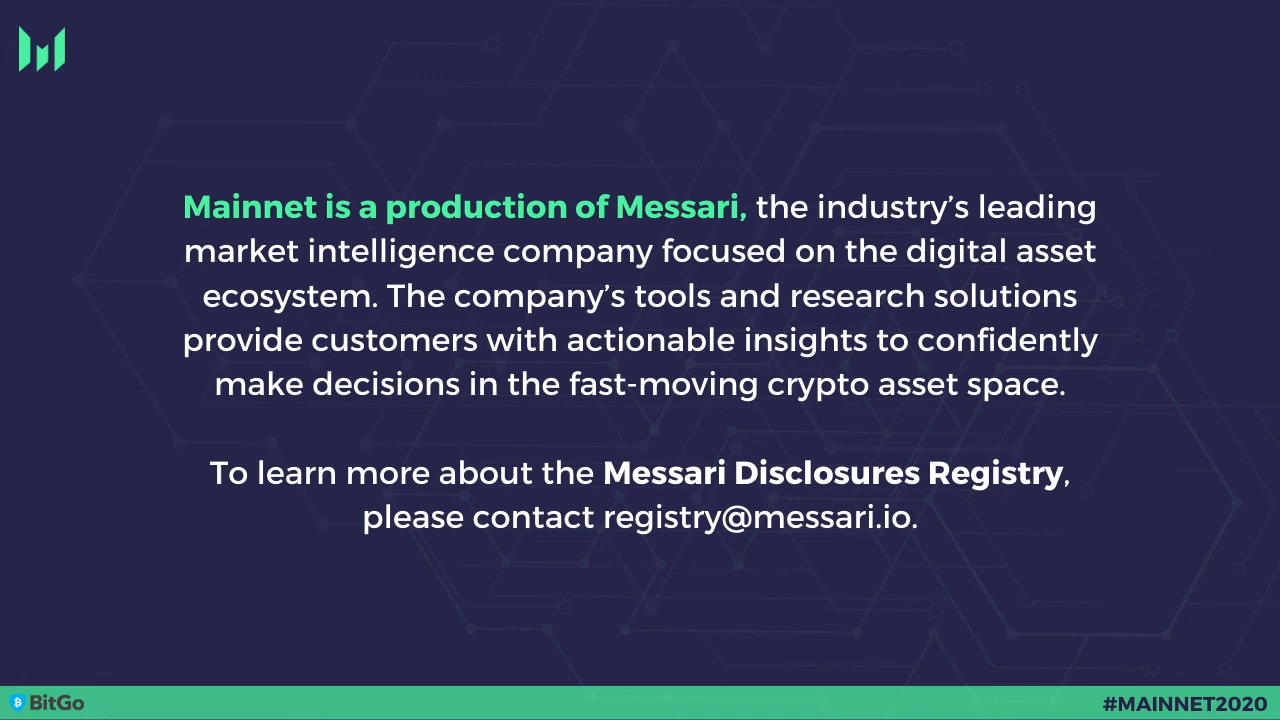 Mainnet is a production of Messari, the industry’s leading
market intelligence company focused on the digital asset
ecosystem. The company’s tools and research solutions
provide customers with actionable insights to confidently
make decisions in the fast-moving crypto asset space.
To learn more about the Messari Disclosures Registry,
please contact registry@messari.io.
BitGo
#MAINNET2020